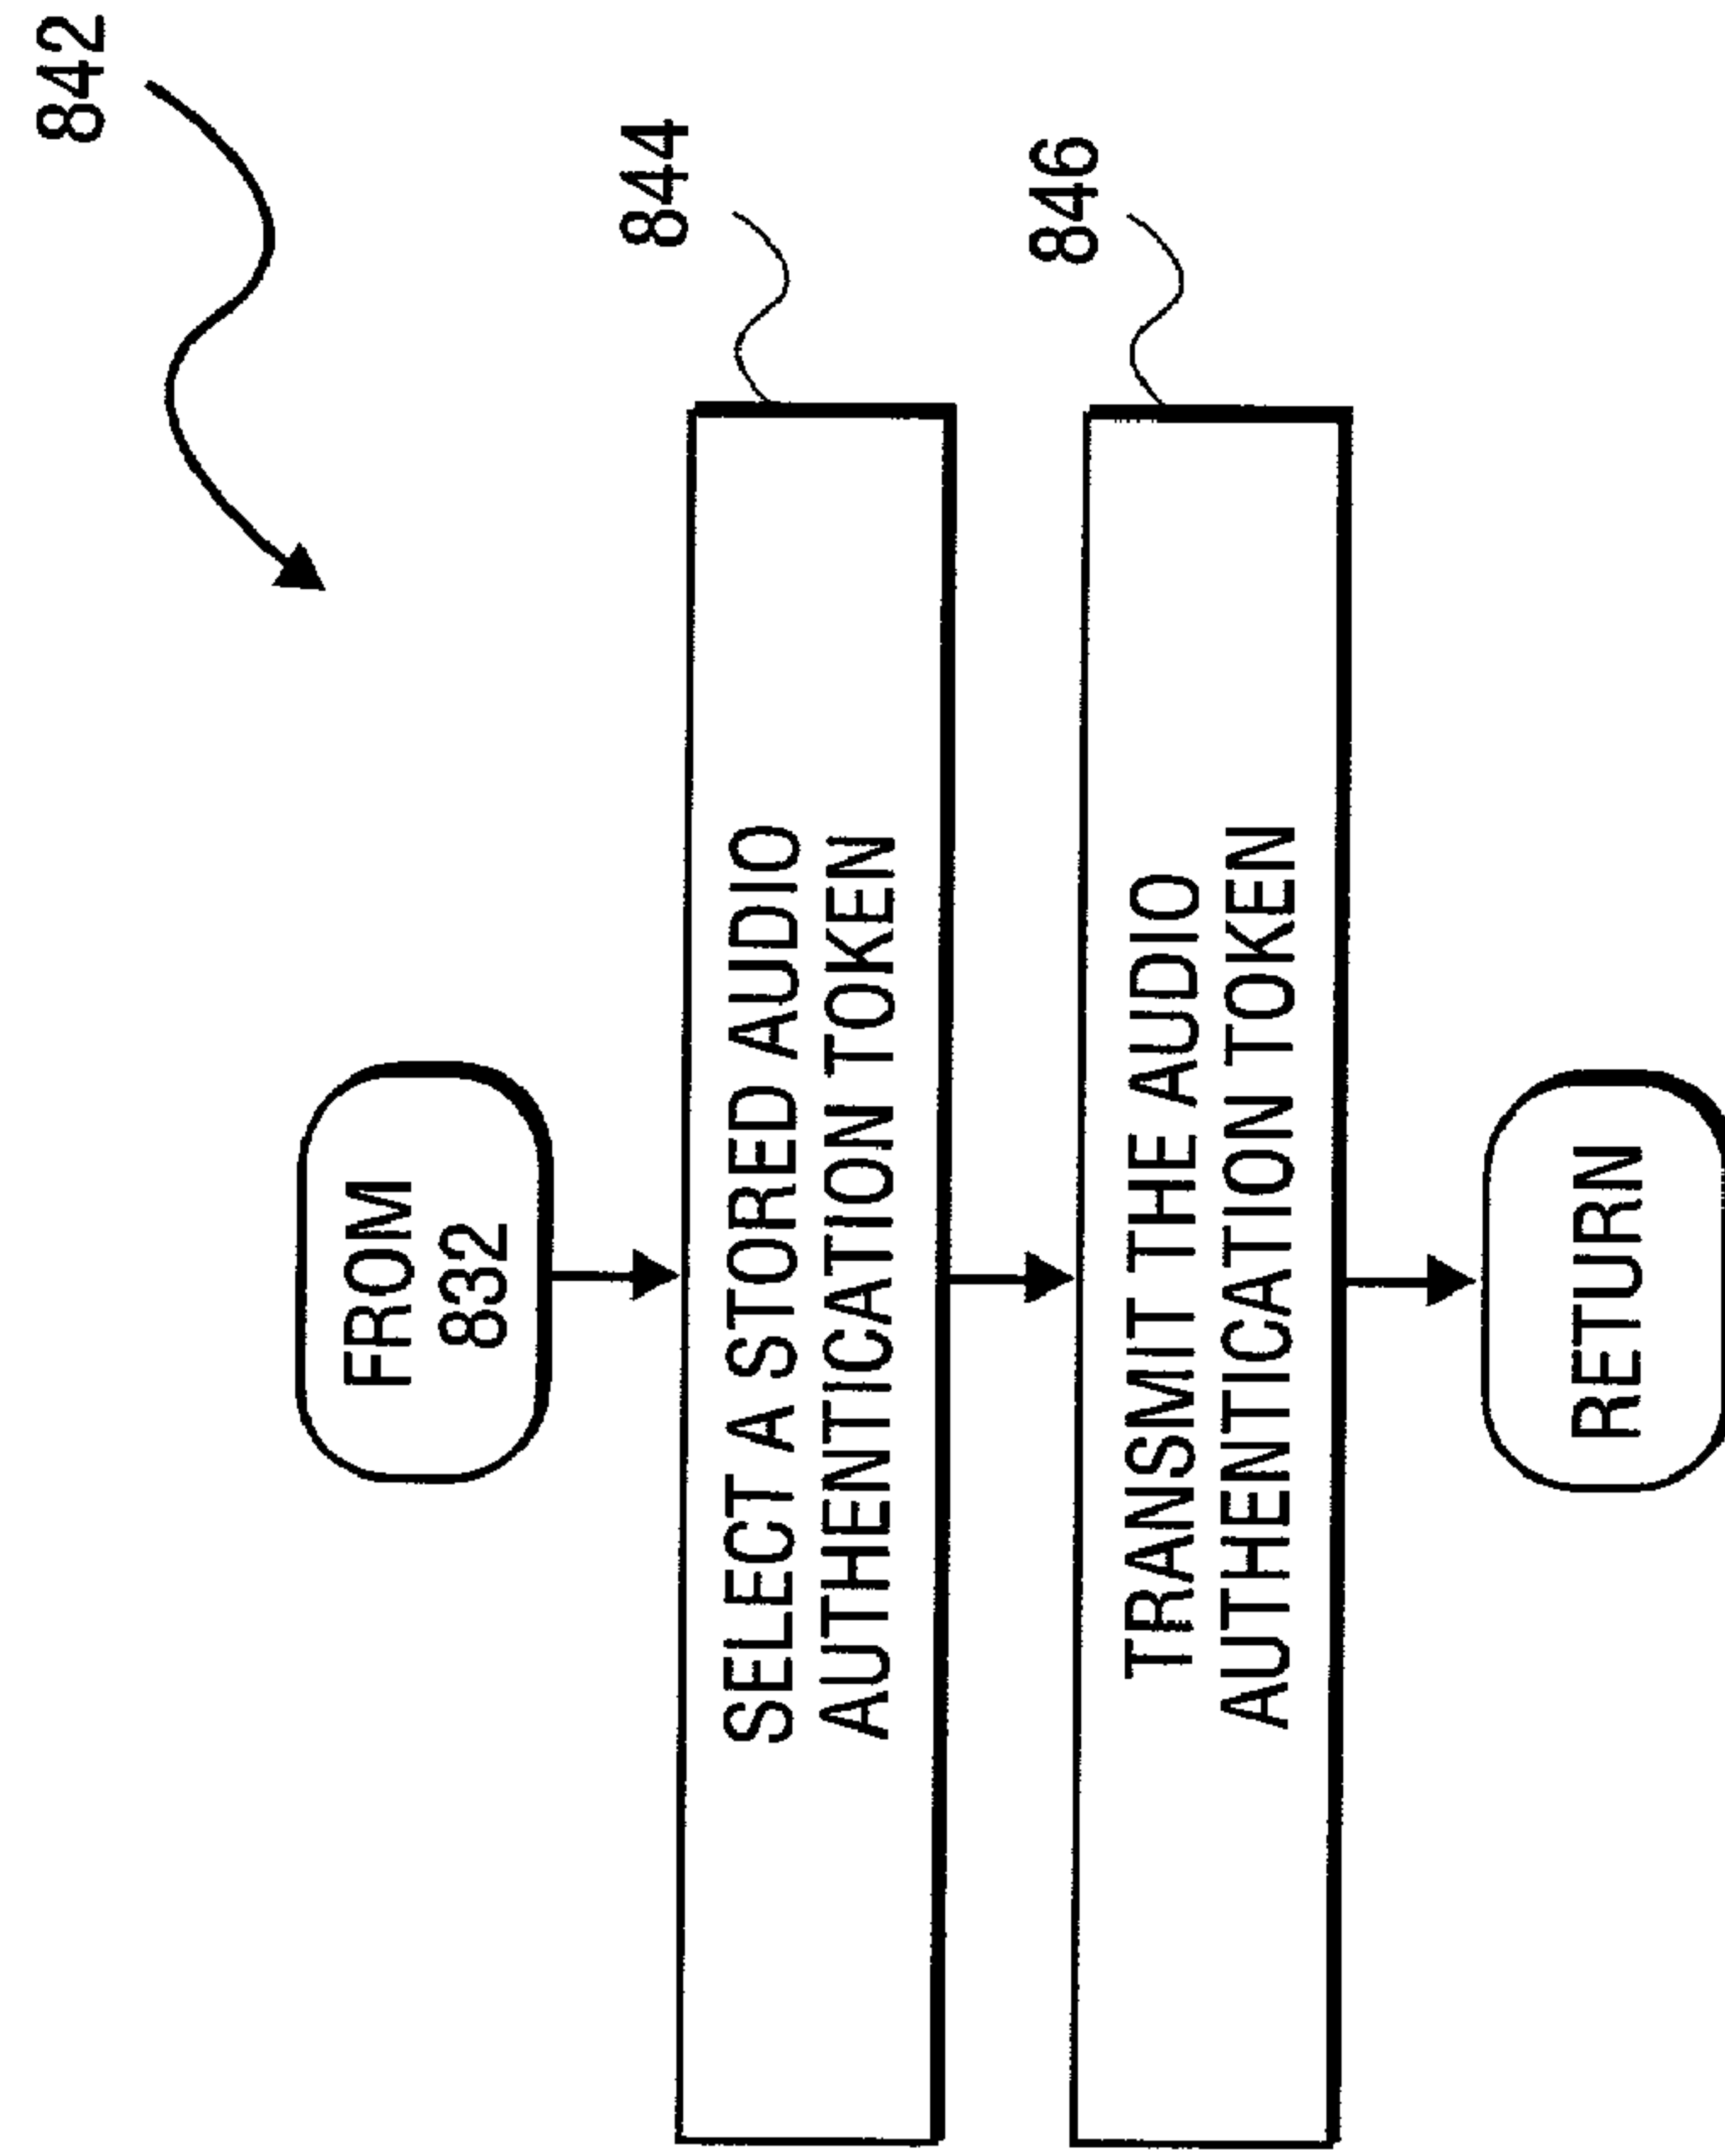 842
FROM
832
844
SELECT A STORED AUDIO
AUTHENTICATION TOKEN
846
TRANSMIT THE AUDIO
AUTHENTICATION TOKEN
RETURN